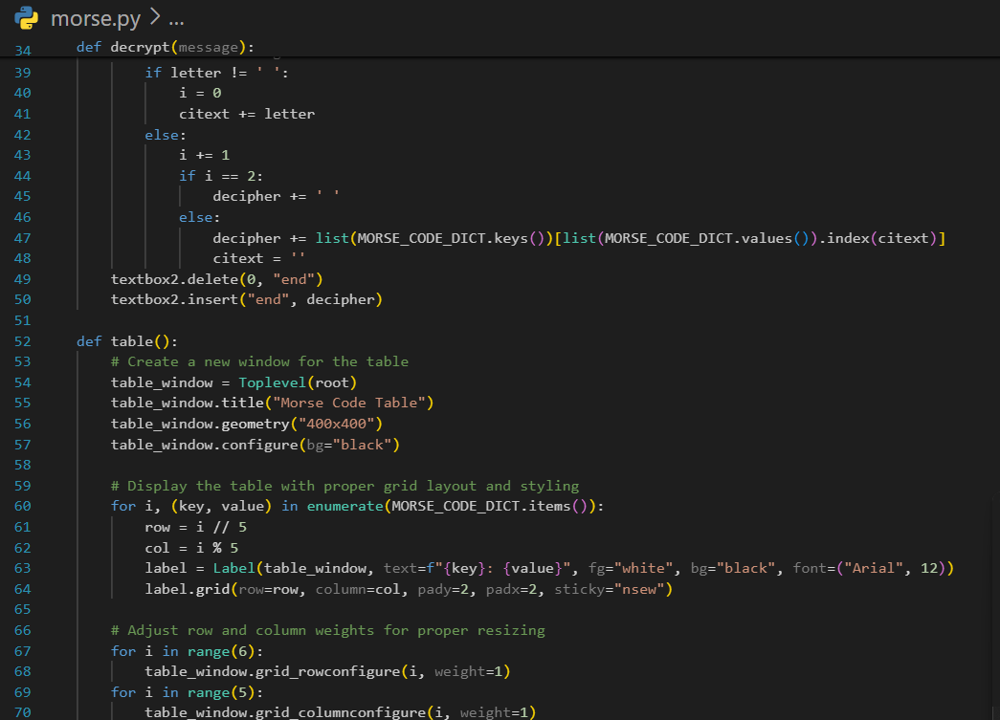 morse.py > ...
34 def decrypt(message):
39 if letter != ' ':
40 i = 0
41 citext += letter
42 else:
43 i += 1
44 if i == 2:
45 decipher += ' '
46 else:
47 decipher += list(MORSE_CODE_DICT.keys())[list(MORSE_CODE_DICT.values()).index(citext)]
48 citext = ''
49 textbox2.delete(0, "end")
50 textbox2.insert("end", decipher)
51
52 def table():
53 # Create a new window for the table
54 table_window = Toplevel(root)
55 table_window.title("Morse Code Table")
56 table_window.geometry("400x400")
57 table_window.configure(bg="black")
58
59 # Display the table with proper grid layout and styling
60 for i, (key, value) in enumerate(MORSE_CODE_DICT.items()):
61 row = i // 5
62 col = i % 5
63 label = Label(table_window, text=f"{key}: {value}", fg="white", bg="black", font=("Arial", 12))
64 label.grid(row=row, column=col, pady=2, padx=2, sticky="nsew")
65
66 # Adjust row and column weights for proper resizing
67 for i in range(6):
68 table_window.grid_rowconfigure(i, weight=1)
69 for i in range(5):
70 table_window.grid_columnconfigure(i, weight=1)